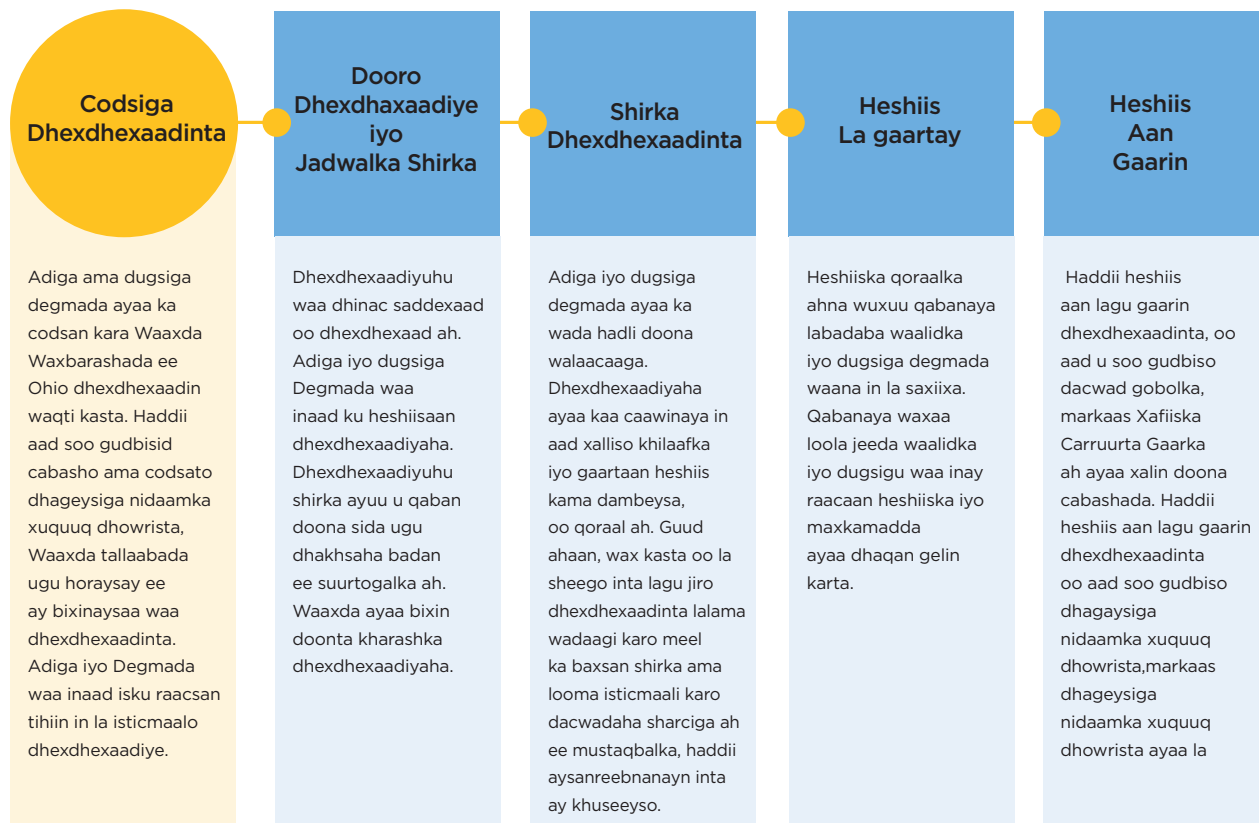 Codsiga
Dhexdhexaadinta
Adiga ama dugsiga
degmada ayaa ka
codsan kara Waaxda
Waxbarashada ee
Ohio dhexdhexaadin
waqti kasta. Haddii
aad soo gudbisid
cabasho ama codsato
dhageysiga nidaamka
xuquuq dhowrista,
Waaxda tallaabada
ugu horaysay ee
ay bixinaysaa waa
dhexdhexaadinta.
Adiga iyo Degmada
waa inaad isku raacsan
tihiin in la isticmaalo
dhexdhexaadiye.
Dooro
Dhexdhaxaadiye
iyo
Jadwalka Shirka
Dhexdhexaadiyuhu
waa dhinac saddexaad
oo dhexdhexaad ah.
Adiga iyo dugsiga
Degmada waa
inaad ku heshiisaan
dhexdhexaadiyaha.
Dhexdhexaadiyuhu
shirka ayuu u qaban
doona sida ugu
dhakhsaha badan
ee suurtogalka ah.
Waaxda ayaa bixin
doonta kharashka
dhexdhexaadiyaha.
Shirka
Dhexdhexaadinta
Adiga iyo dugsiga
degmada ayaa ka
wada hadli doona
walaacaaga.
Dhexdhexaadiyaha
ayaa kaa caawinaya in
aad xalliso khilaafka
iyo gaartaan heshiis
kama dambeysa,
oo qoraal ah. Guud
ahaan, wax kasta oo la
sheego inta lagu jiro
dhexdhexaadinta lalama
wadaagi karo meel
ka baxsan shirka ama
looma isticmaali karo
dacwadaha sharciga ah
ee mustaqbalka, haddii
aysanreebnanayn inta
ay khuseeyso.
Heshiis
La gaartay
Heshiiska qoraalka
ahna wuxuu qabanaya
labadaba waalidka
iyo dugsiga degmada
waana in la saxiixa.
Qabanaya waxaa
loola jeeda waalidka
iyo dugsigu waa inay
raacaan heshiiska iyo
maxkamadda
ayaa dhaqan gelin
karta.
Heshiis
Aan
Gaarin
Haddii heshiis
aan lagu gaarin
dhexdhexaadinta, oo
aad u soo gudbiso
dacwad gobolka,
markaas Xafiiska
Carruurta Gaarka
ah ayaa xalin doona
cabashada. Haddii
heshiis aan lagu gaarin
dhexdhexaadinta
oo aad soo gudbiso
dhagaysiga
nidaamka xuquuq
dhowrista,markaas
dhageysiga
nidaamka xuquuq
dhowrista ayaa la